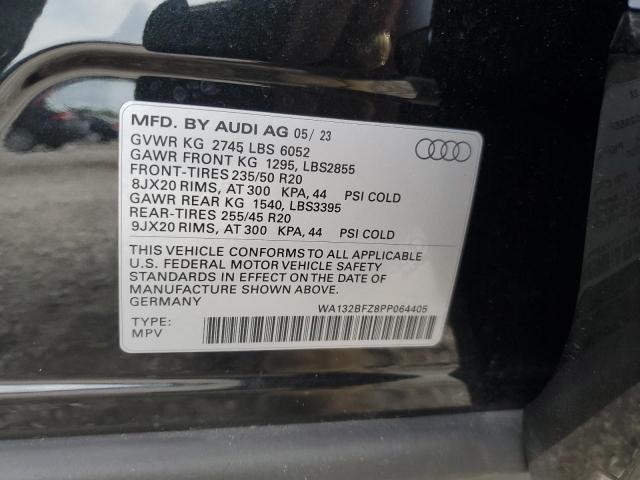 MFD. BY AUDI AG 05/ 23
GVWR KG 2745 LBS 6052
GAWR FRONT KG 1295, LBS2855
FRONT-TIRES 235/50 R20
8JX20 RIMS, AT 300 KPA, 44 PSI COLD
GAWR REAR KG 1540, LBS3395
REAR-TIRES 255/45 R20
9JX20 RIMS, AT 300 KPA, 44 PSI COLD
THIS VEHICLE CONFORMS TO ALL APPLICABLE
U.S. FEDERAL MOTOR VEHICLE SAFETY
STANDARDS IN EFFECT ON THE DATE OF
MANUFACTURE SHOWN ABOVE.
GERMANY
WA132BFZ8PP064405
TYPE:
MPV